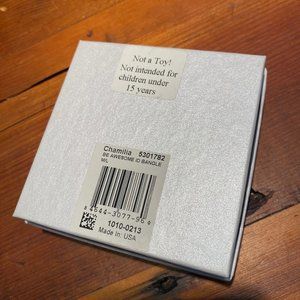 Not a Toy!
Not intended for
children under
15 years
Chamilia 5301782
BE AWESOME ID BANGLE
M/L
1010-0213
Made In: USA